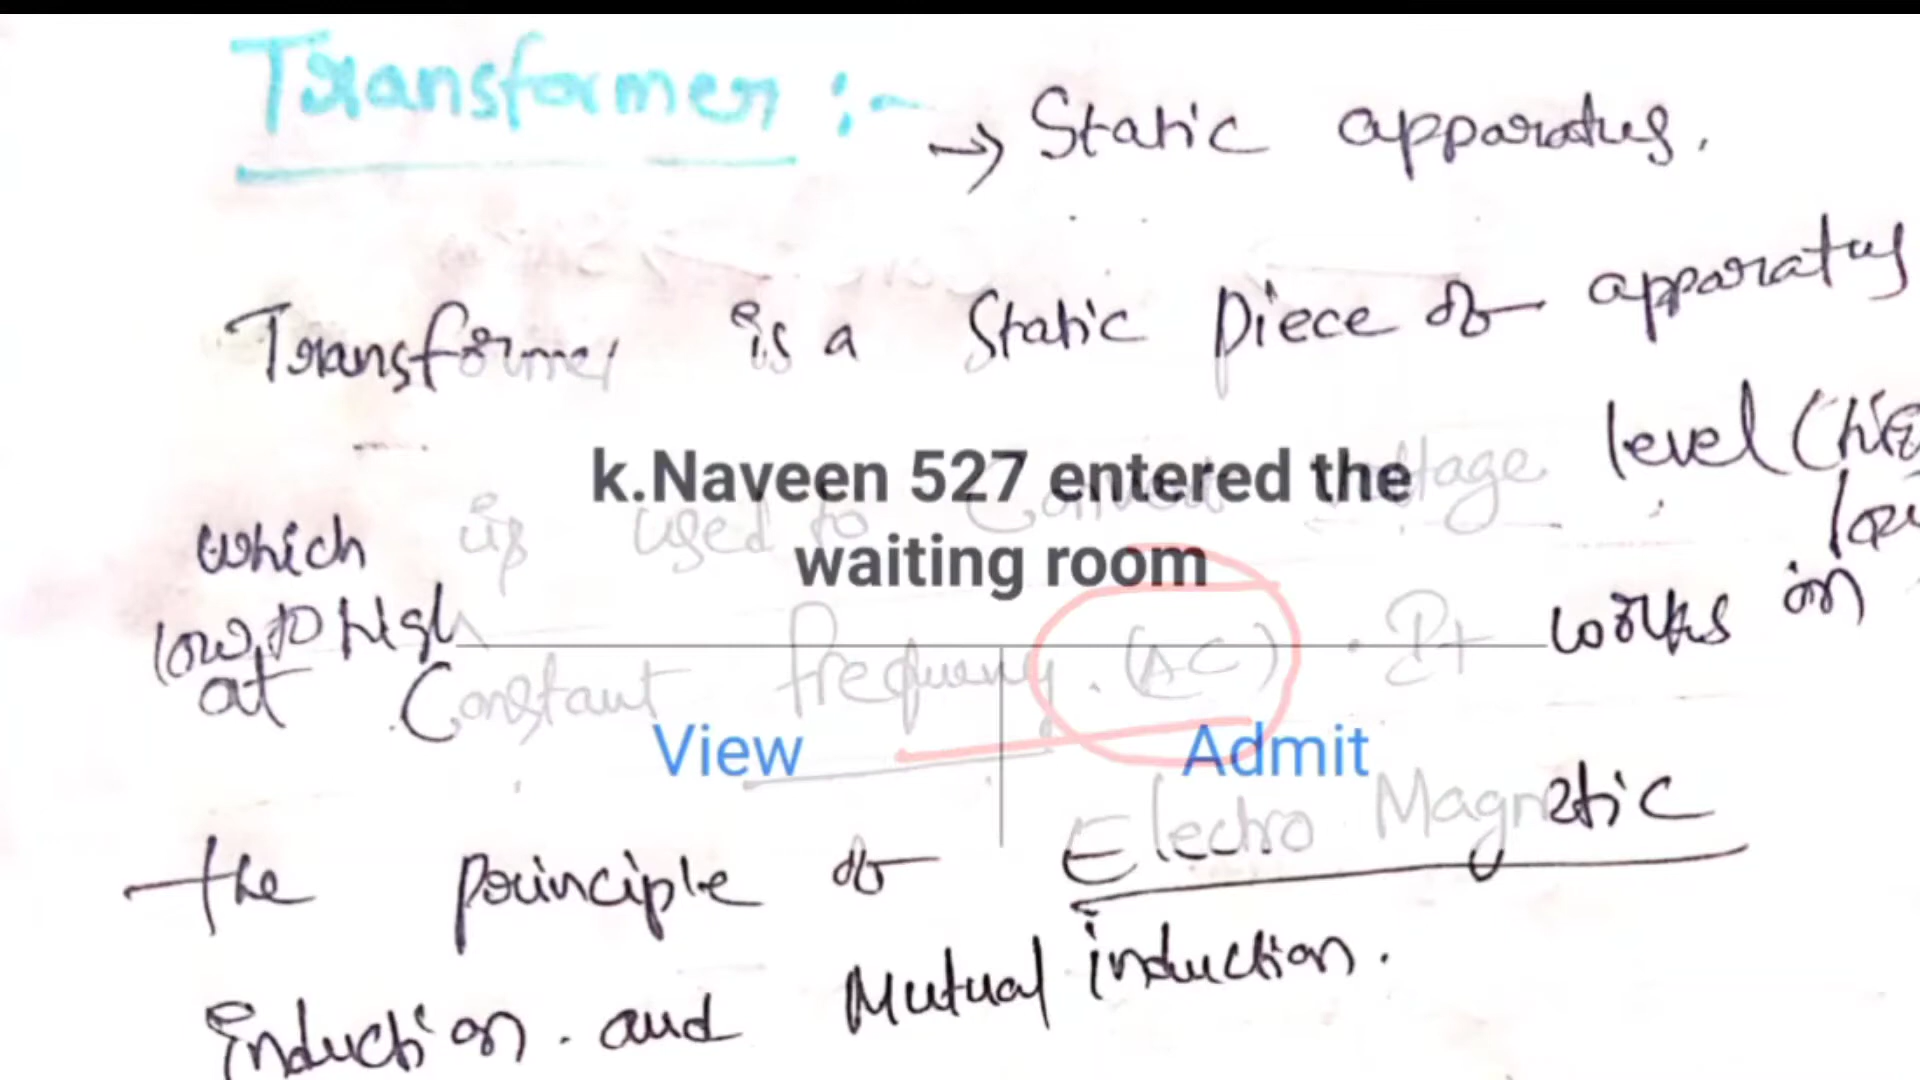 Transformer :-
→ Static apparatus.
Transformer is a Static piece of apparatus
which is used to Convert voltage level (hig
low
low to high
at Constant frequency. (AC). It works on
the principle of Electro Magnetic
induction. and Mutual induction.
k.Naveen 527 entered the
waiting room
View Admit